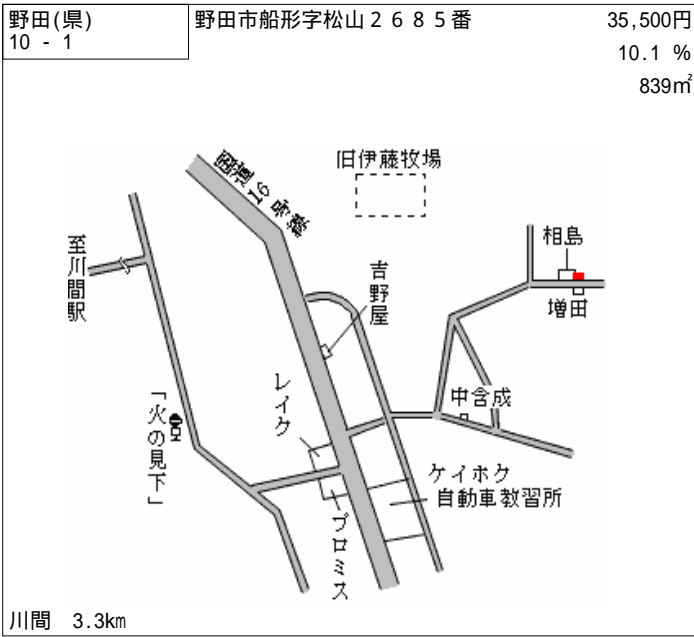 野田(県)
10 - 1
野田市船形字松山２６８５番
35,500円
10.1 %
839㎡
旧伊藤牧場
国道16号線
相島
増田
至川間駅
吉野屋
レイク
中合成
「火の見下」
ケイホク
自動車教習所
プロミス
川間 3.3km